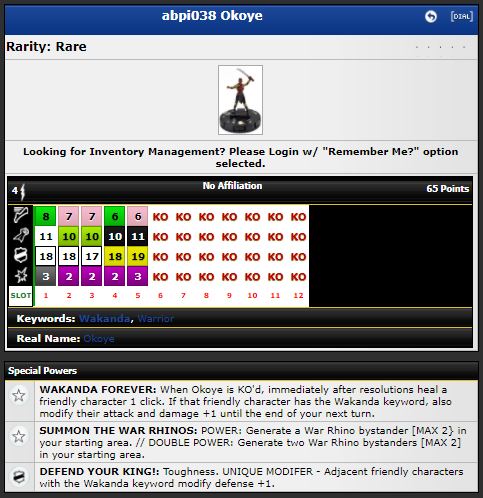 abpi038 Okoye
[DIAL]
Rarity: Rare
Looking for Inventory Management? Please Login w/ "Remember Me?" option
selected.
4 No Affiliation 65 Points
8 7 7 6 6 KO KO KO KO KO KO KO
11 10 10 10 11 KO KO KO KO KO KO KO
18 18 17 18 19 KO KO KO KO KO KO KO
3 2 2 2 3 KO KO KO KO KO KO KO
SLOT 1 2 3 4 5 6 7 8 9 10 11 12
Keywords: Wakanda, Warrior
Real Name: Okoye
Special Powers
WAKANDA FOREVER: When Okoye is KO'd, immediately after resolutions heal a
friendly character 1 click. If that friendly character has the Wakanda keyword, also
modify their attack and damage +1 until the end of your next turn.
SUMMON THE WAR RHINOS: POWER: Generate a War Rhino bystander [MAX 2} in
your starting area. // DOUBLE POWER: Generate two War Rhino bystanders [MAX 2]
in your starting area.
DEFEND YOUR KING!: Toughness. UNIQUE MODIFER - Adjacent friendly characters
with the Wakanda keyword modify defense +1.